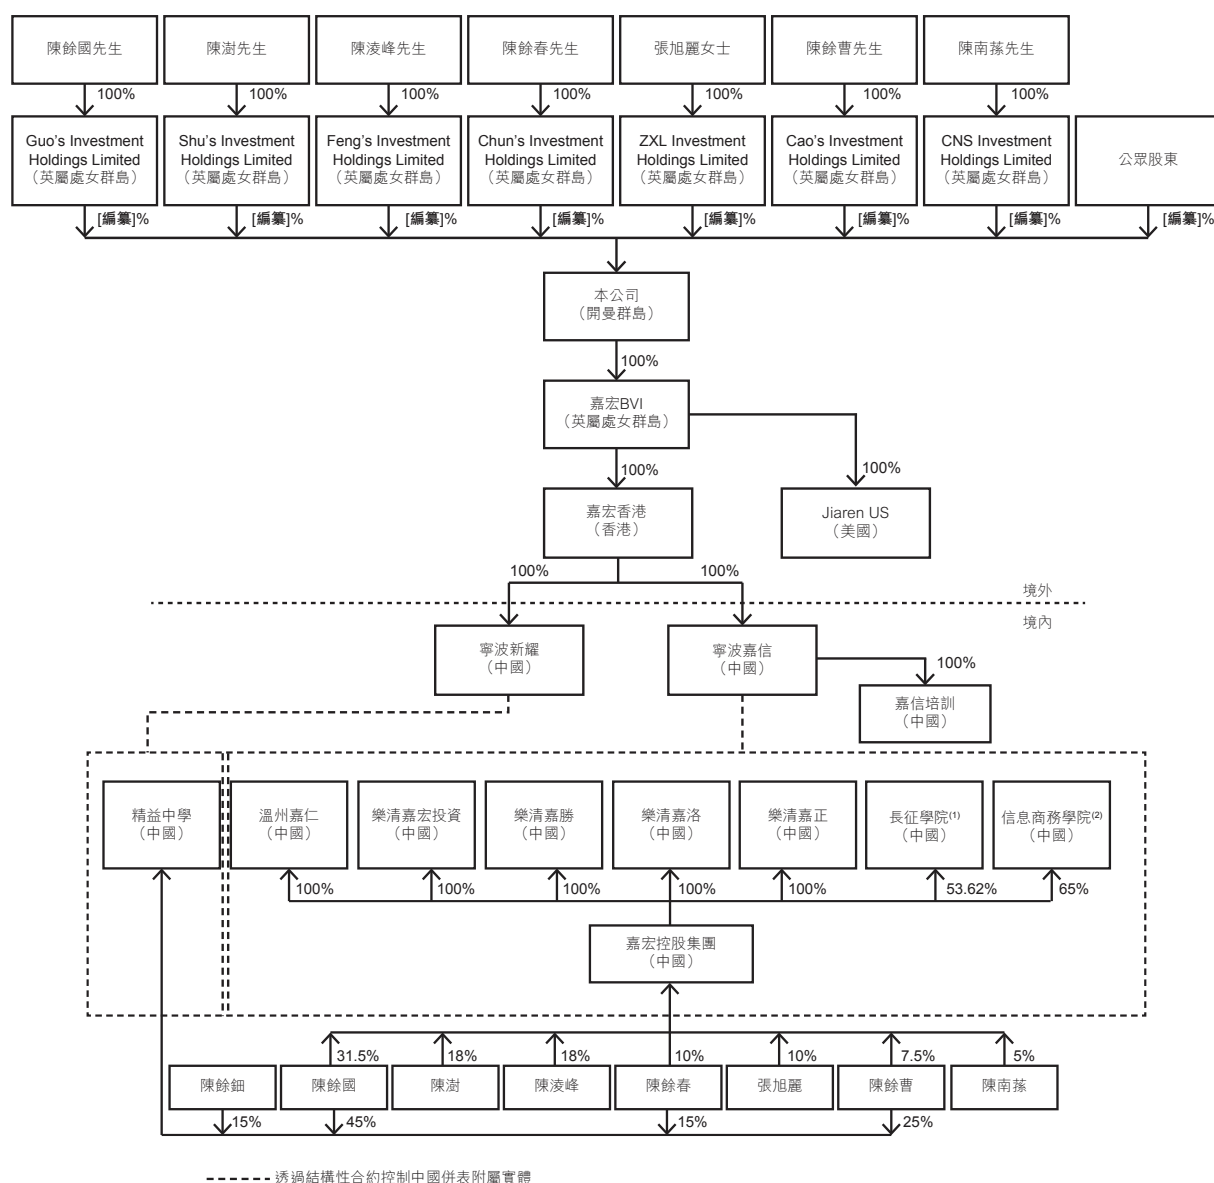 陳餘國先生
陳澍先生
陳淩峰先生
陳餘春先生
張旭麗女士
陳餘曹先生
陳南蓀先生
100%
100%
100%
100%
100%
100%
100%
Guo's Investment
Holdings Limited
（英屬處女群島）
Shu's Investment
Holdings Limited
（英屬處女群島）
Feng's Investment
Holdings Limited
（英屬處女群島）
Chun's Investment
Holdings Limited
（英屬處女群島）
ZXL Investment
Holdings Limited
（英屬處女群島）
Cao's Investment
Holdings Limited
（英屬處女群島）
CNS Investment
Holdings Limited
（英屬處女群島）
公眾股東
[編纂]%
[編纂]%
[編纂]%
[編纂]%
[編纂]%
[編纂]%
[編纂]%
[編纂]%
本公司
（開曼群島）
100%
嘉宏BVI
（英屬處女群島）
100%
100%
嘉宏香港
（香港）
Jiaren US
（美國）
100%
100%
境外
境內
寧波新耀
（中國）
寧波嘉信
（中國）
100%
嘉信培訓
（中國）
精益中學
（中國）
溫州嘉仁
（中國）
樂清嘉宏投資
（中國）
樂清嘉勝
（中國）
樂清嘉洛
（中國）
樂清嘉正
（中國）
長征學院(1)
（中國）
信息商務學院(2)
（中國）
100%
100%
100%
100%
100%
53.62%
65%
嘉宏控股集團
（中國）
31.5%
18%
18%
10%
10%
7.5%
5%
陳餘鈿
陳餘國
陳澍
陳淩峰
陳餘春
張旭麗
陳餘曹
陳南蓀
15%
45%
15%
25%
透過結構性合約控制中國併表附屬實體